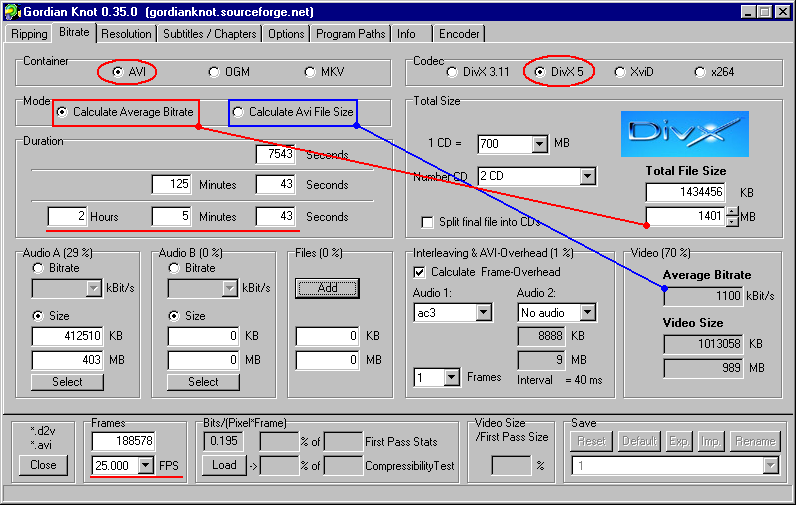 Gordian Knot 0.35.0 (gordianknot.sourceforge.net)
Ripping Bitrate Resolution Subtitles / Chapters Options Program Paths Info Encoder
Container
AVI OGM MKV
Codec
DivX 3.11 DivX 5 XviD x264
Mode
Calculate Average Bitrate Calculate Avi File Size
Duration
7543 Seconds
125 Minutes 43 Seconds
2 Hours 5 Minutes 43 Seconds
Total Size
1 CD = 700 MB
Number CD 2 CD
Split final file into CDs
DivX
Total File Size
1434456 KB
1401 MB
Audio A (29 %)
Bitrate
kBit/s
Size
412510 KB
403 MB
Select
Audio B (0 %)
Bitrate
kBit/s
Size
0 KB
0 MB
Select
Files (0 %)
Add
0 KB
0 MB
Interleaving & AVI-Overhead (1 %)
Calculate Frame-Overhead
Audio 1: Audio 2:
ac3 No audio
8888 KB
9 MB
1 Frames Interval = 40 ms
Video (70 %)
Average Bitrate
1100 kBit/s
Video Size
1013058 KB
989 MB
*.d2v
*.avi
Close
Frames
188578
25.000 FPS
Bits/(Pixel*Frame)
0.195 % of First Pass Stats
Load -> % of CompressibilityTest
Video Size
/First Pass Size
%
Save
Reset Default Exp. Imp. Rename
1